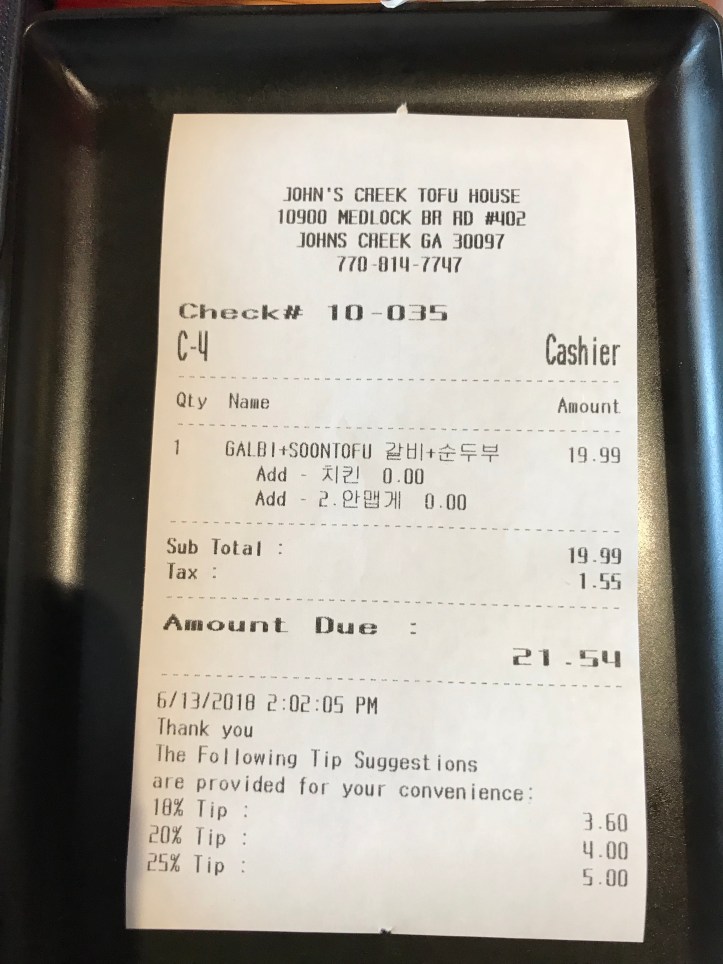 JOHN'S CREEK TOFU HOUSE
10900 MEDLOCK BR RD #402
JOHNS CREEK GA 30097
770-814-7747
Check# 10-035
C-4 Cashier
Qty Name Amount
1 GALBI+SOONTOFU 갈비+순두부 19.99
Add - 치킨 0.00
Add - 2.안맵게 0.00
Sub Total : 19.99
Tax : 1.55
Amount Due :
21.54
6/13/2018 2:02:05 PM
Thank you
The Following Tip Suggestions
are provided for your convenience:
18% Tip : 3.60
20% Tip : 4.00
25% Tip : 5.00